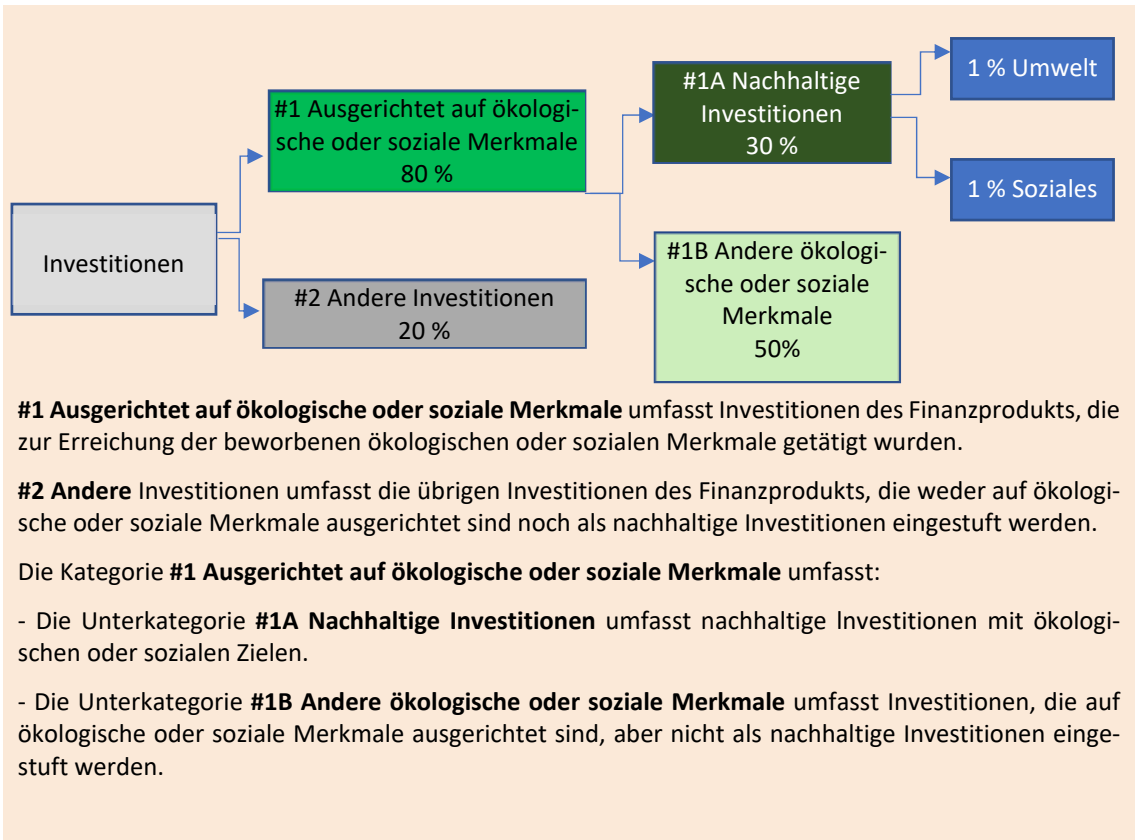 #1 Ausgerichtet auf ökologi-
sche oder soziale Merkmale
80 %
#1A Nachhaltige
Investitionen
30 %
1 % Umwelt
1 % Soziales
Investitionen
#2 Andere Investitionen
20 %
#1B Andere ökologi-
sche oder soziale
Merkmale
50%
#1 Ausgerichtet auf ökologische oder soziale Merkmale umfasst Investitionen des Finanzprodukts, die
zur Erreichung der beworbenen ökologischen oder sozialen Merkmale getätigt wurden.
#2 Andere Investitionen umfasst die übrigen Investitionen des Finanzprodukts, die weder auf ökologi-
sche oder soziale Merkmale ausgerichtet sind noch als nachhaltige Investitionen eingestuft werden.
Die Kategorie #1 Ausgerichtet auf ökologische oder soziale Merkmale umfasst:
- Die Unterkategorie #1A Nachhaltige Investitionen umfasst nachhaltige Investitionen mit ökologi-
schen oder sozialen Zielen.
- Die Unterkategorie #1B Andere ökologische oder soziale Merkmale umfasst Investitionen, die auf
ökologische oder soziale Merkmale ausgerichtet sind, aber nicht als nachhaltige Investitionen einge-
stuft werden.